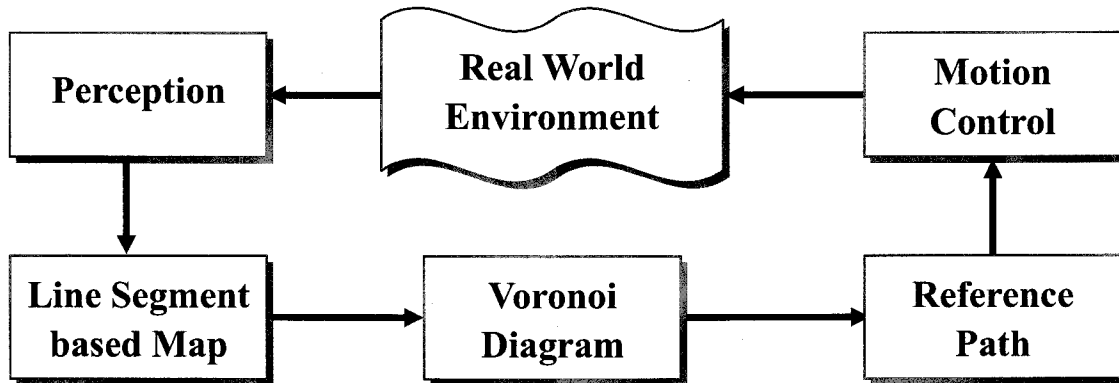 Perception
Real World
Environment
Motion
Control
Line Segment
based Map
Voronoi
Diagram
Reference
Path